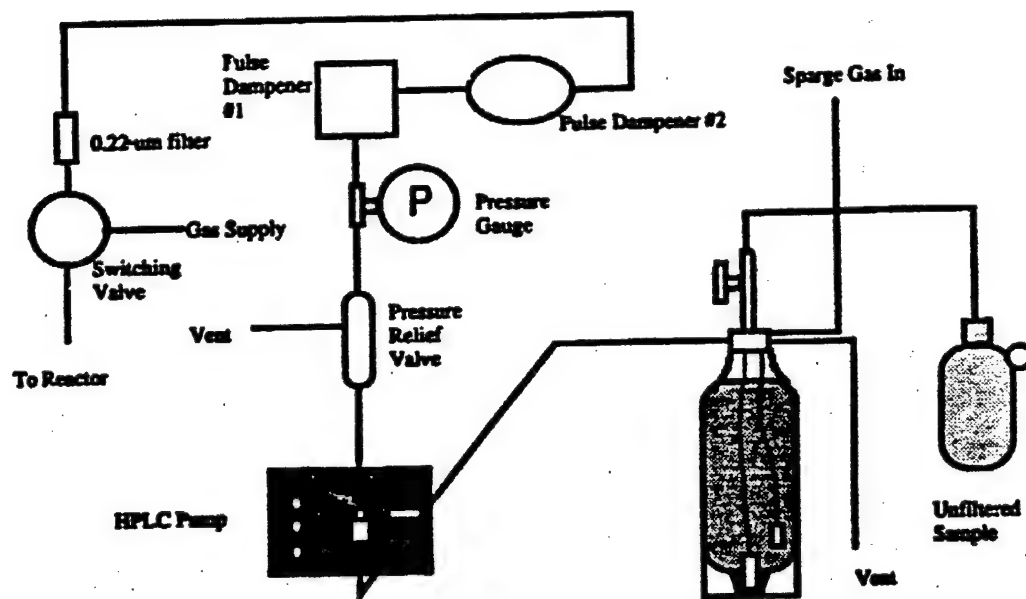 Pulse
Dampener
#1
Sparge Gas In
Pulse Dampener #2
0.22-um filter
P
Pressure
Gauge
Gas Supply
Switching
Valve
Vent
Pressure
Relief
Valve
To Reactor
HPLC Pump
Unfiltered
Sample
Vent